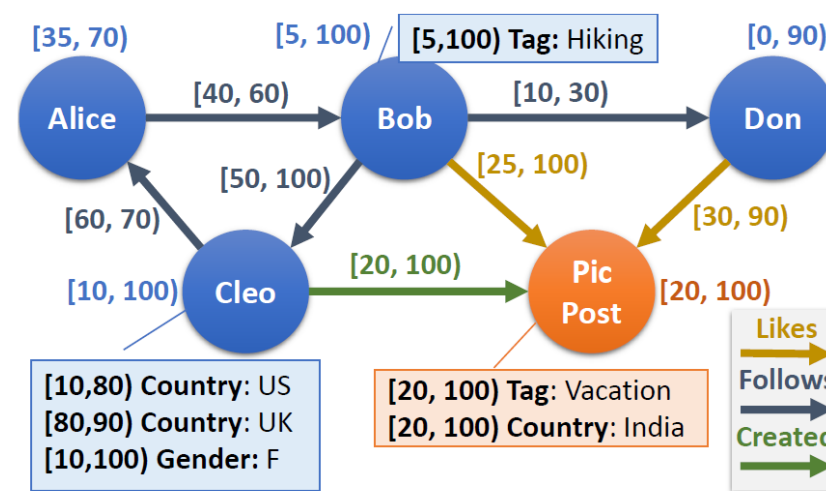 [35, 70)
[5, 100)
[5,100) Tag: Hiking
[0, 90)
Alice
[40, 60)
Bob
[10, 30)
Don
[50, 100)
[25, 100)
[60, 70)
[30, 90)
[10, 100)
Cleo
[20, 100)
Pic
Post
[20, 100)
Likes
Follows
Created
[10,80) Country: US
[80,90) Country: UK
[10,100) Gender: F
[20, 100) Tag: Vacation
[20, 100) Country: India